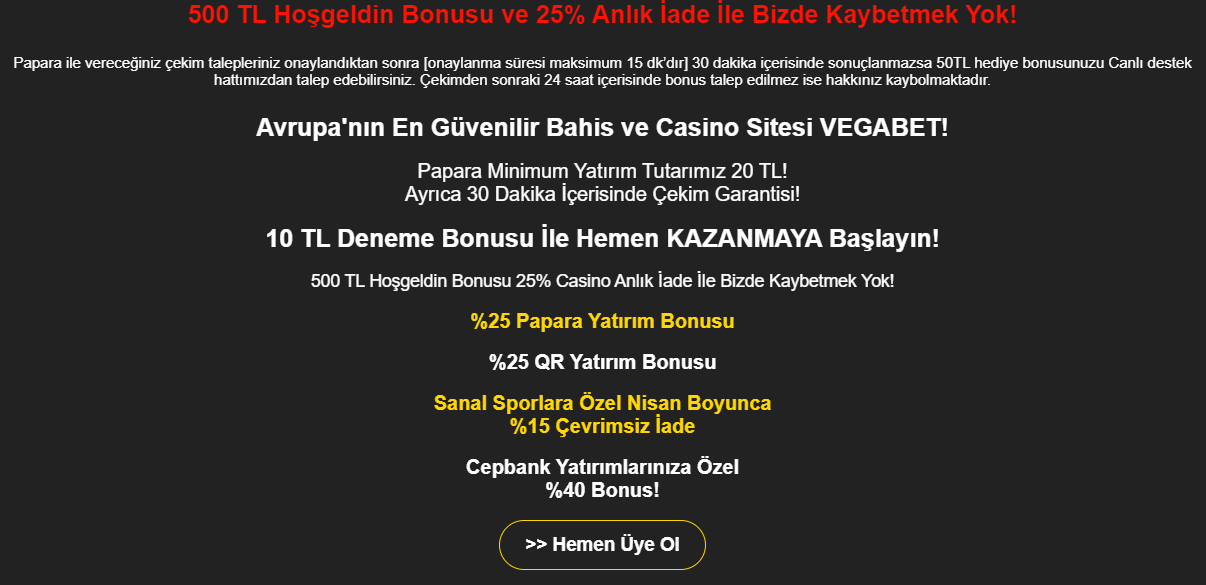 500 TL Hoşgeldin Bonusu ve 25% Anlık İade İle Bizde Kaybetmek Yok!
Papara ile vereceğiniz çekim talepleriniz onaylandıktan sonra [onaylanma süresi maksimum 15 dk’dır] 30 dakika içerisinde sonuçlanmazsa 50TL hediye bonusunuzu Canlı destek
hattımızdan talep edebilirsiniz. Çekimden sonraki 24 saat içerisinde bonus talep edilmez ise hakkınız kaybolmaktadır.
Avrupa'nın En Güvenilir Bahis ve Casino Sitesi VEGABET!
Papara Minimum Yatırım Tutarımız 20 TL!
Ayrıca 30 Dakika İçerisinde Çekim Garantisi!
10 TL Deneme Bonusu İle Hemen KAZANMAYA Başlayın!
500 TL Hoşgeldin Bonusu 25% Casino Anlık İade İle Bizde Kaybetmek Yok!
%25 Papara Yatırım Bonusu
%25 QR Yatırım Bonusu
Sanal Sporlara Özel Nisan Boyunca
%15 Çevrimsiz İade
Cepbank Yatırımlarınıza Özel
%40 Bonus!
>> Hemen Üye Ol